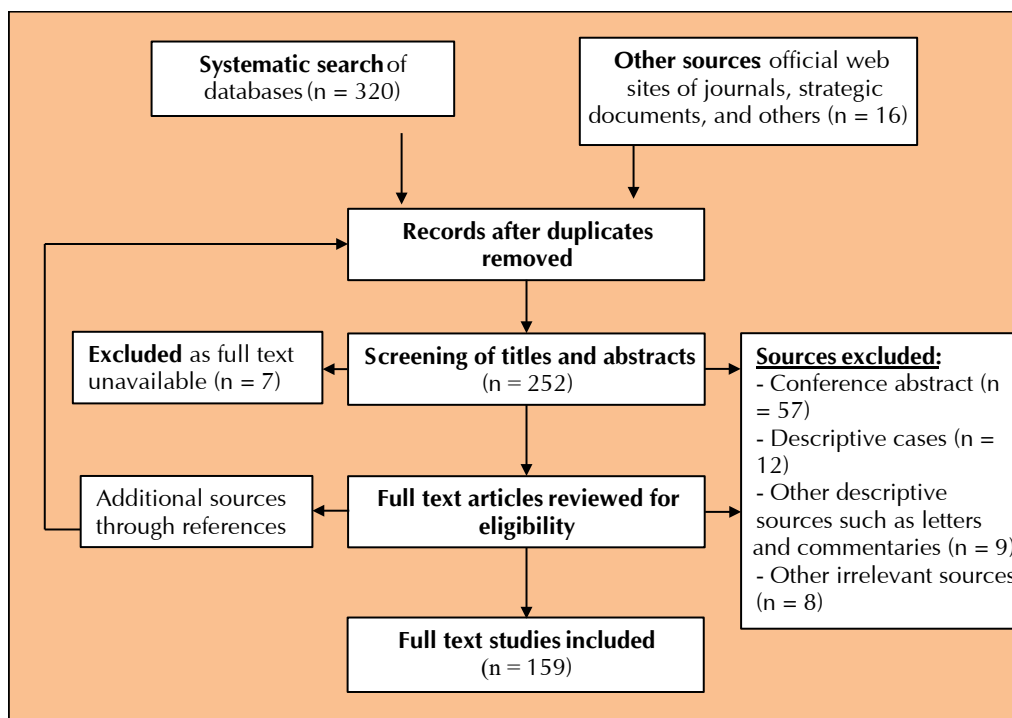 Systematic search of
databases (n = 320)
Other sources: official web
sites of journals, strategic
documents, and others (n = 16)
Records after duplicates
removed
Excluded as full text
unavailable (n = 7)
Screening of titles and abstracts
(n = 252)
Sources excluded:
- Conference abstract (n
= 57)
- Descriptive cases (n =
12)
- Other descriptive
sources such as letters
and commentaries (n = 9)
- Other irrelevant sources
(n = 8)
Additional sources
through references
Full text articles reviewed for
eligibility
Full text studies included
(n = 159)